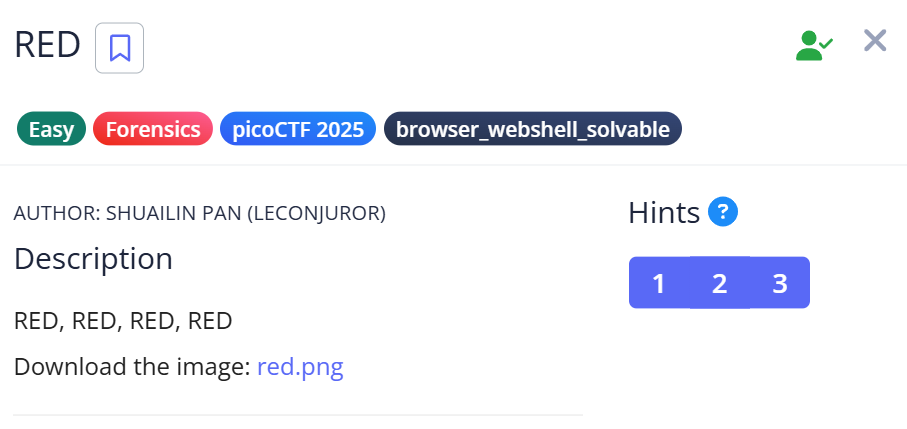 RED
Easy Forensics picoCTF 2025 browser_webshell_solvable
AUTHOR: SHUAILIN PAN (LECONJUROR)
Description
RED, RED, RED, RED
Download the image: red.png
Hints ?
1 2 3